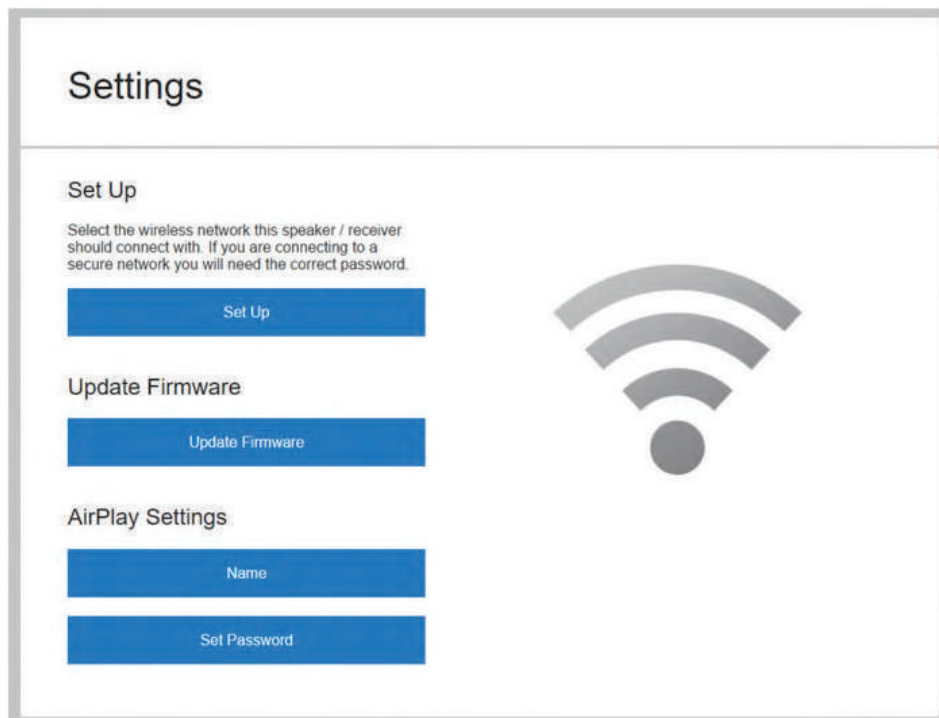 Settings
Set Up
Select the wireless network this speaker / receiver
should connect with. If you are connecting to a
secure network you will need the correct password.
Set Up
Update Firmware
Update Firmware
AirPlay Settings
Name
Set Password